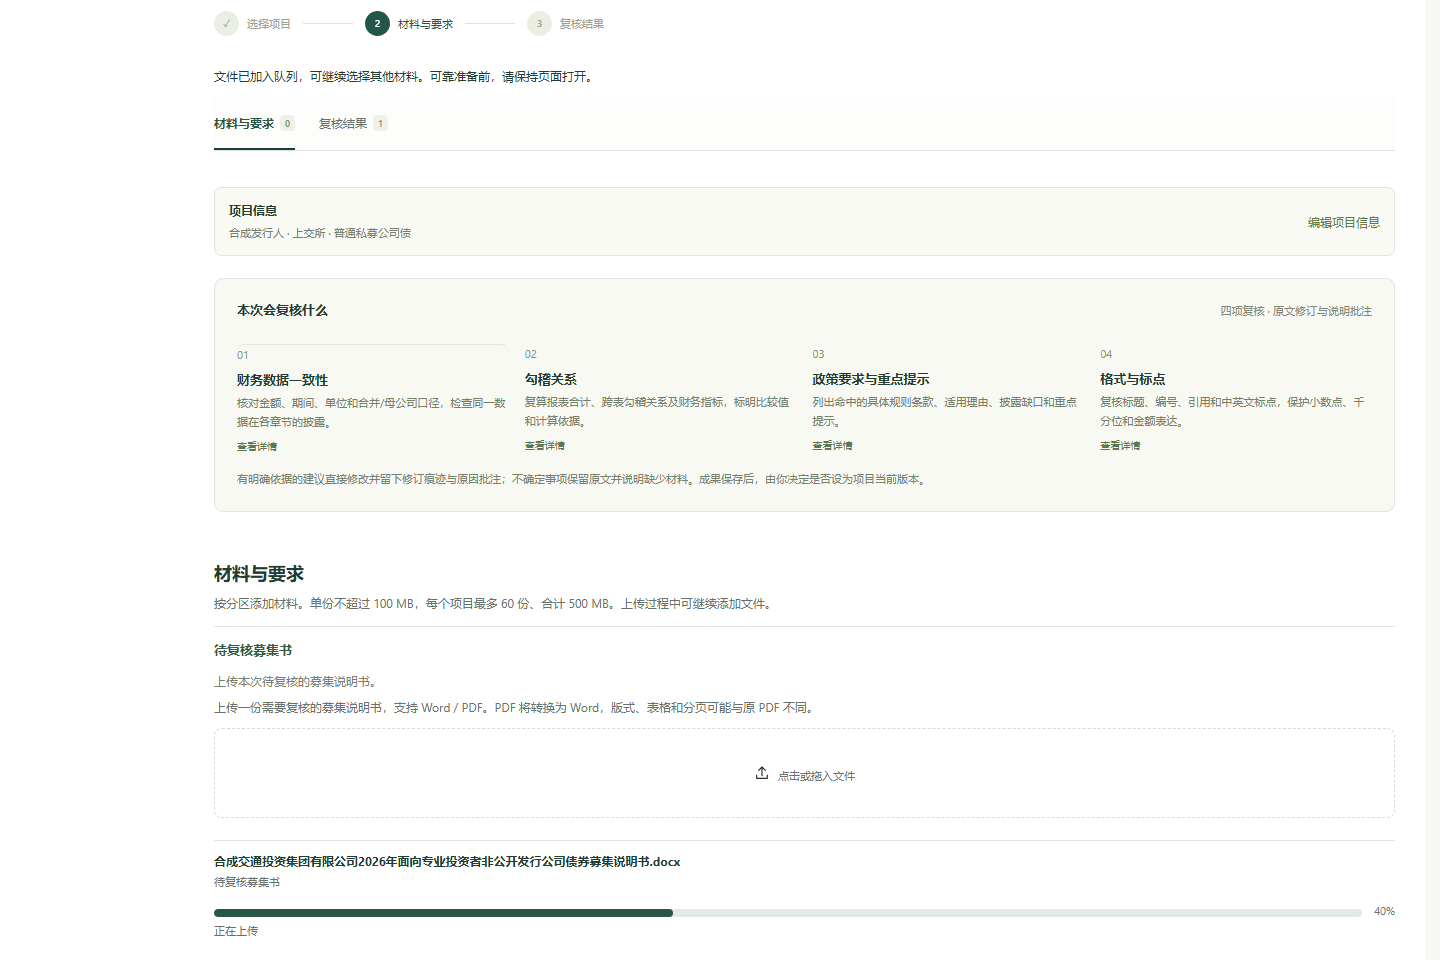 ✓ 选择项目
2 材料与要求
3 复核结果
文件已加入队列，可继续选择其他材料。可靠准备前，请保持页面打开。
材料与要求 0
复核结果 1
项目信息
合成发行人 · 上交所 · 普通私募公司债
编辑项目信息
本次会复核什么
四项复核 · 原文修订与说明批注
01
财务数据一致性
核对金额、期间、单位和合并/母公司口径，检查同一数
据在各章节的披露。
查看详情
02
勾稽关系
复算报表合计、跨表勾稽关系及财务指标，标明比较值
和计算依据。
查看详情
03
政策要求与重点提示
列出命中的具体规则条款、适用理由、披露缺口和重点
提示。
查看详情
04
格式与标点
复核标题、编号、引用和中英文标点，保护小数点、千
分位和金额表达。
查看详情
有明确依据的建议直接修改并留下修订痕迹与原因批注；不确定事项保留原文并说明缺少材料。成果保存后，由你决定是否设为项目当前版本。
材料与要求
按分区添加材料。单份不超过 100 MB，每个项目最多 60 份、合计 500 MB。上传过程中可继续添加文件。
待复核募集书
上传本次待复核的募集说明书。
上传一份需要复核的募集说明书，支持 Word / PDF。PDF 将转换为 Word，版式、表格和分页可能与原 PDF 不同。
点击或拖入文件
合成交通投资集团有限公司2026年面向专业投资者非公开发行公司债券募集说明书.docx
待复核募集书
40%
正在上传